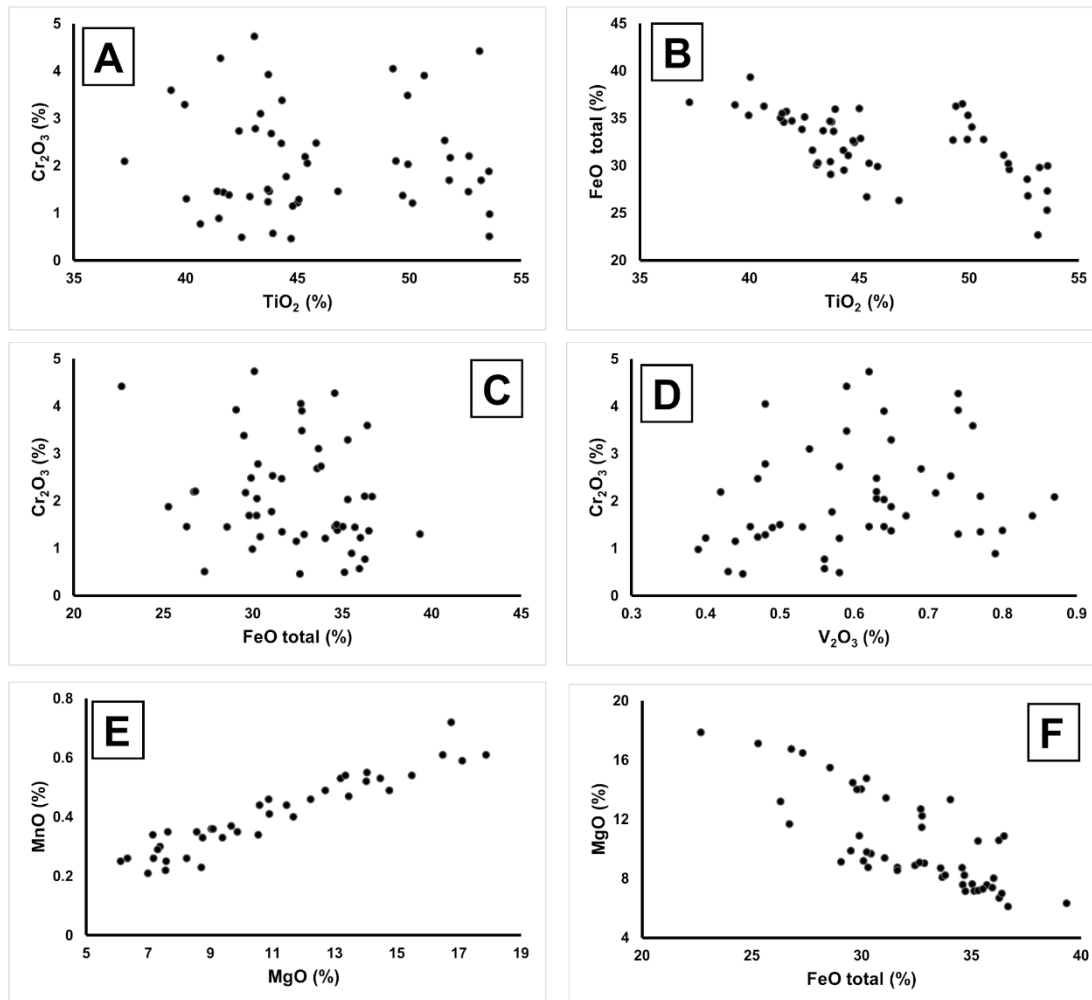 A
5
4
3
2
1
0
Cr₂O₃ (%)
35 40 45 50 55
TiO₂ (%)
B
45
40
35
30
25
20
FeO total (%)
35 40 45 50 55
TiO₂ (%)
C
5
4
3
2
1
0
Cr₂O₃ (%)
20 25 30 35 40 45
FeO total (%)
D
5
4
3
2
1
0
Cr₂O₃ (%)
0.3 0.4 0.5 0.6 0.7 0.8 0.9
V₂O₃ (%)
E
0.8
0.6
0.4
0.2
0
MnO (%)
5 7 9 11 13 15 17 19
MgO (%)
F
20
16
12
8
4
MgO (%)
20 25 30 35 40
FeO total (%)